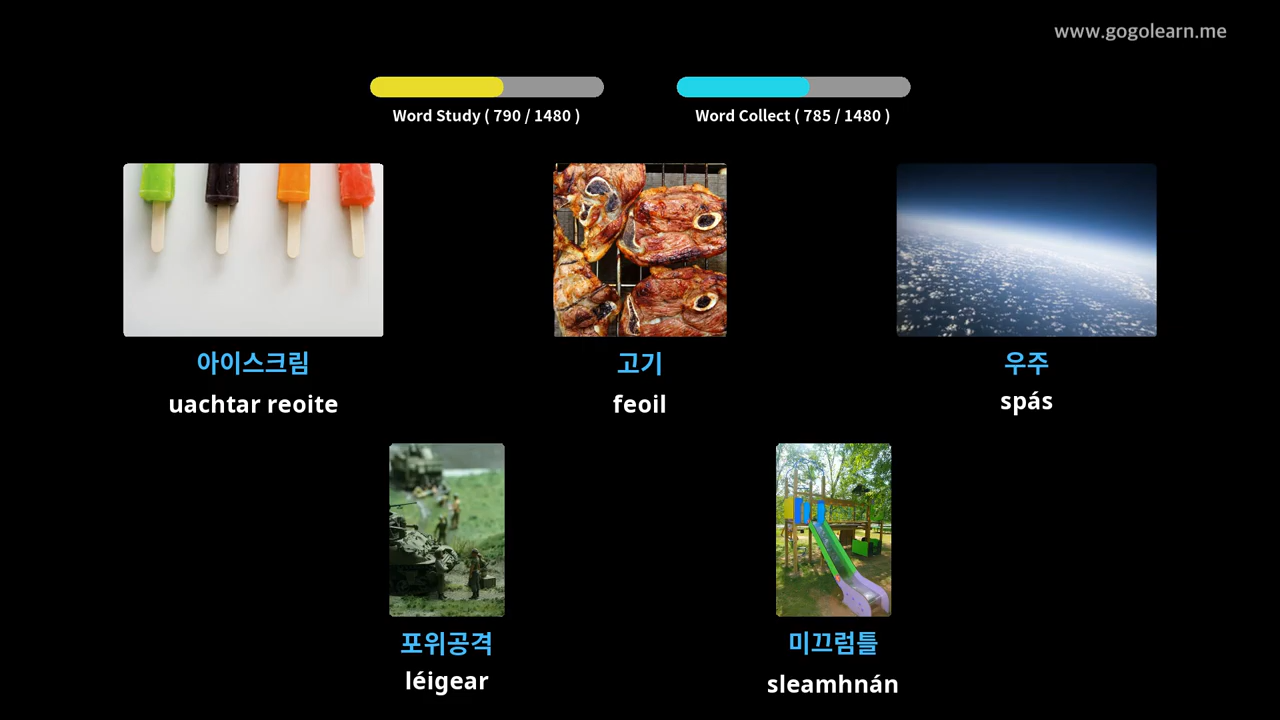 www.gogolearn.me
Word Study ( 790 / 1480 )
Word Collect ( 785 / 1480 )
아이스크림
uachtar reoite
고기
feoil
우주
spás
포위공격
léigear
미끄럼틀
sleamhnán